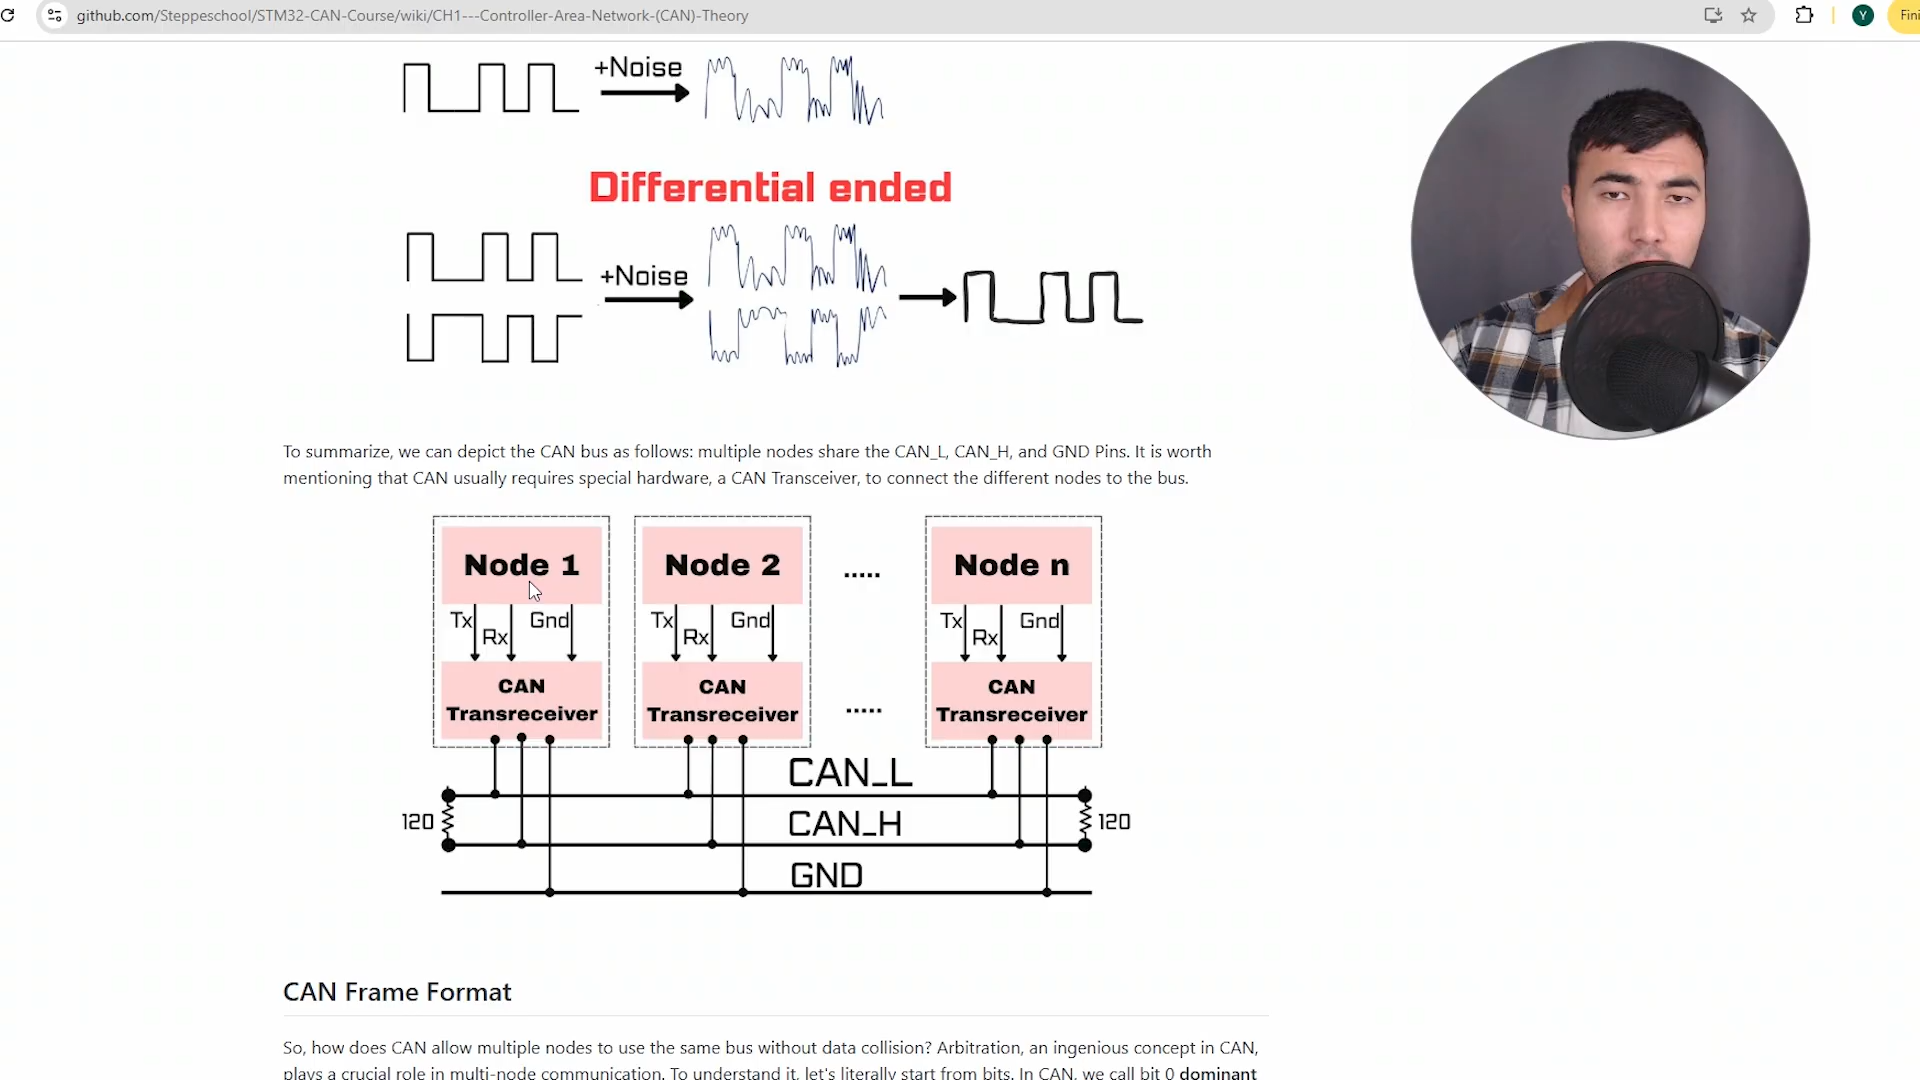 github.com/Steppeschool/STM32-CAN-Course/wiki/CH1---Controller-Area-Network-(CAN)-Theory
Y
Fini
+Noise
Differential ended
+Noise
To summarize, we can depict the CAN bus as follows: multiple nodes share the CAN_L, CAN_H, and GND Pins. It is worth
mentioning that CAN usually requires special hardware, a CAN Transceiver, to connect the different nodes to the bus.
Node 1 Node 2 ..... Node n
Tx Rx Gnd Tx Rx Gnd Tx Rx Gnd
CAN CAN CAN
Transreceiver Transreceiver ..... Transreceiver
CAN_L
120 CAN_H 120
GND
CAN Frame Format
So, how does CAN allow multiple nodes to use the same bus without data collision? Arbitration, an ingenious concept in CAN,
plays a crucial role in multi-node communication. To understand it, let's literally start from bits. In CAN, we call bit 0 dominant